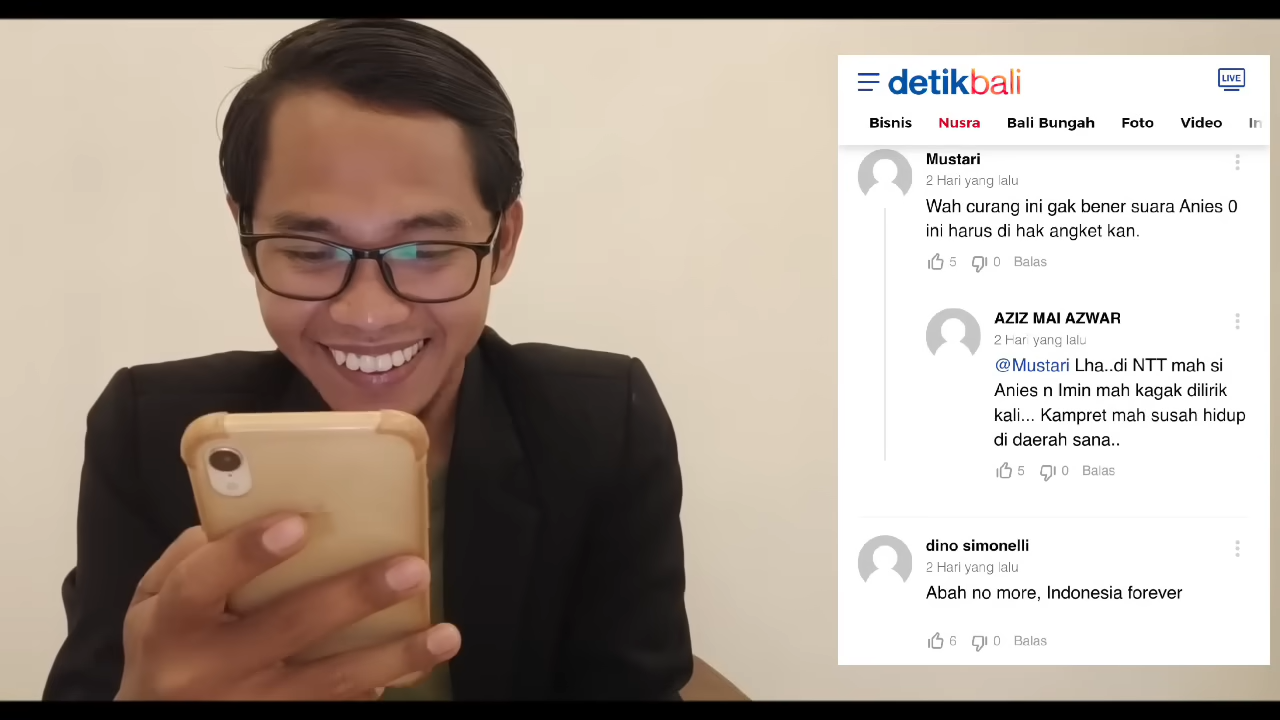 detikbali
LIVE
Bisnis Nusra Bali Bungah Foto Video In
Mustari
2 Hari yang lalu
Wah curang ini gak bener suara Anies 0
ini harus di hak angket kan.
5 0 Balas
AZIZ MAI AZWAR
2 Hari yang lalu
@Mustari Lha..di NTT mah si
Anies n Imin mah kagak dilirik
kali... Kampret mah susah hidup
di daerah sana..
5 0 Balas
dino simonelli
2 Hari yang lalu
Abah no more, Indonesia forever
6 0 Balas